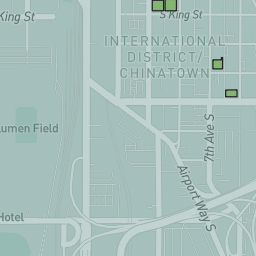 King St
S King St
INTERNATIONAL
DISTRICT/
CHINATOWN
umen Field
7th Ave S
Airport Way S
Hotel